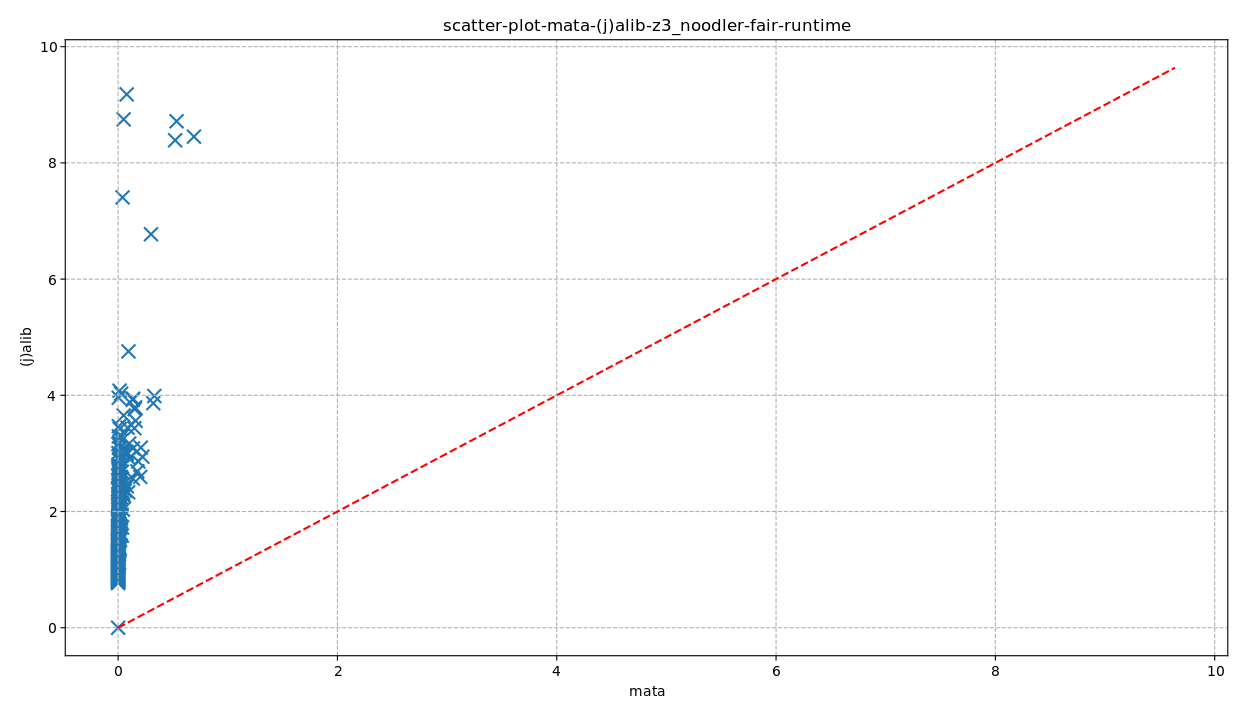 scatter-plot-mata-(j)alib-z3_noodler-fair-runtime
10
8
6
4
2
0
(j)alib
0 2 4 6 8 10
mata